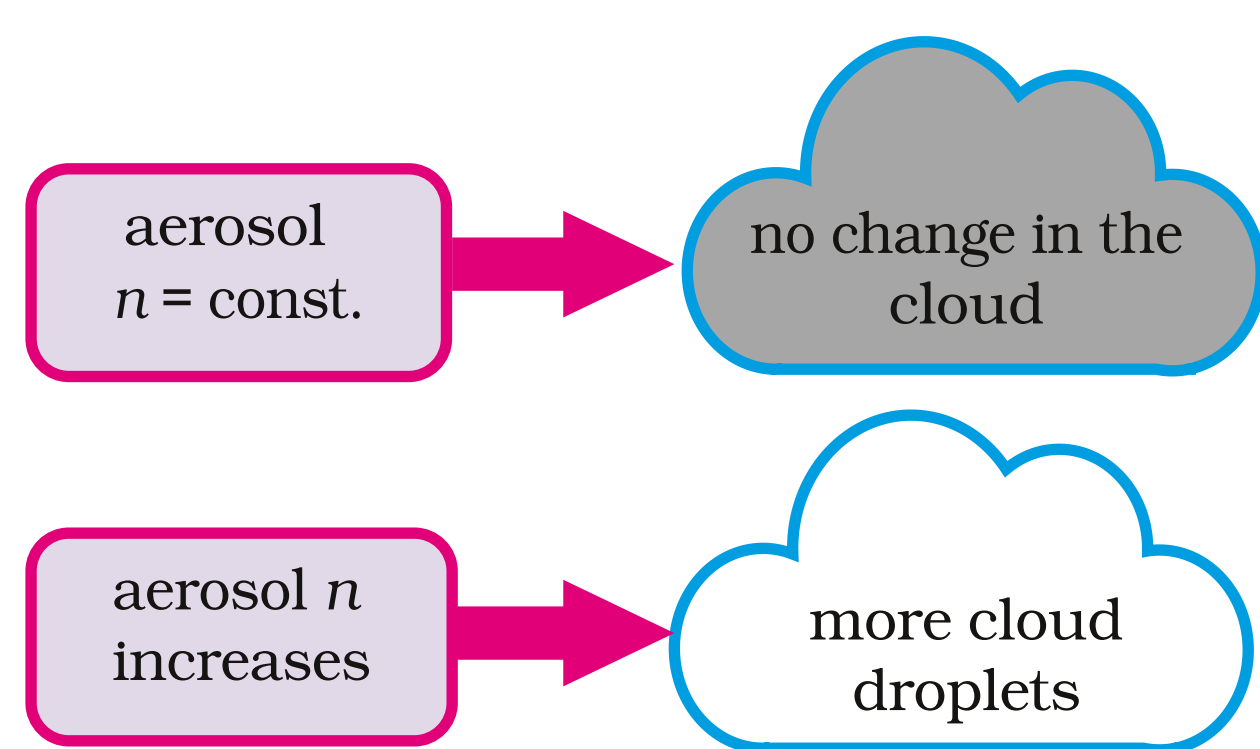 aerosol
n = const.
no change in the
cloud
aerosol n
increases
more cloud
droplets